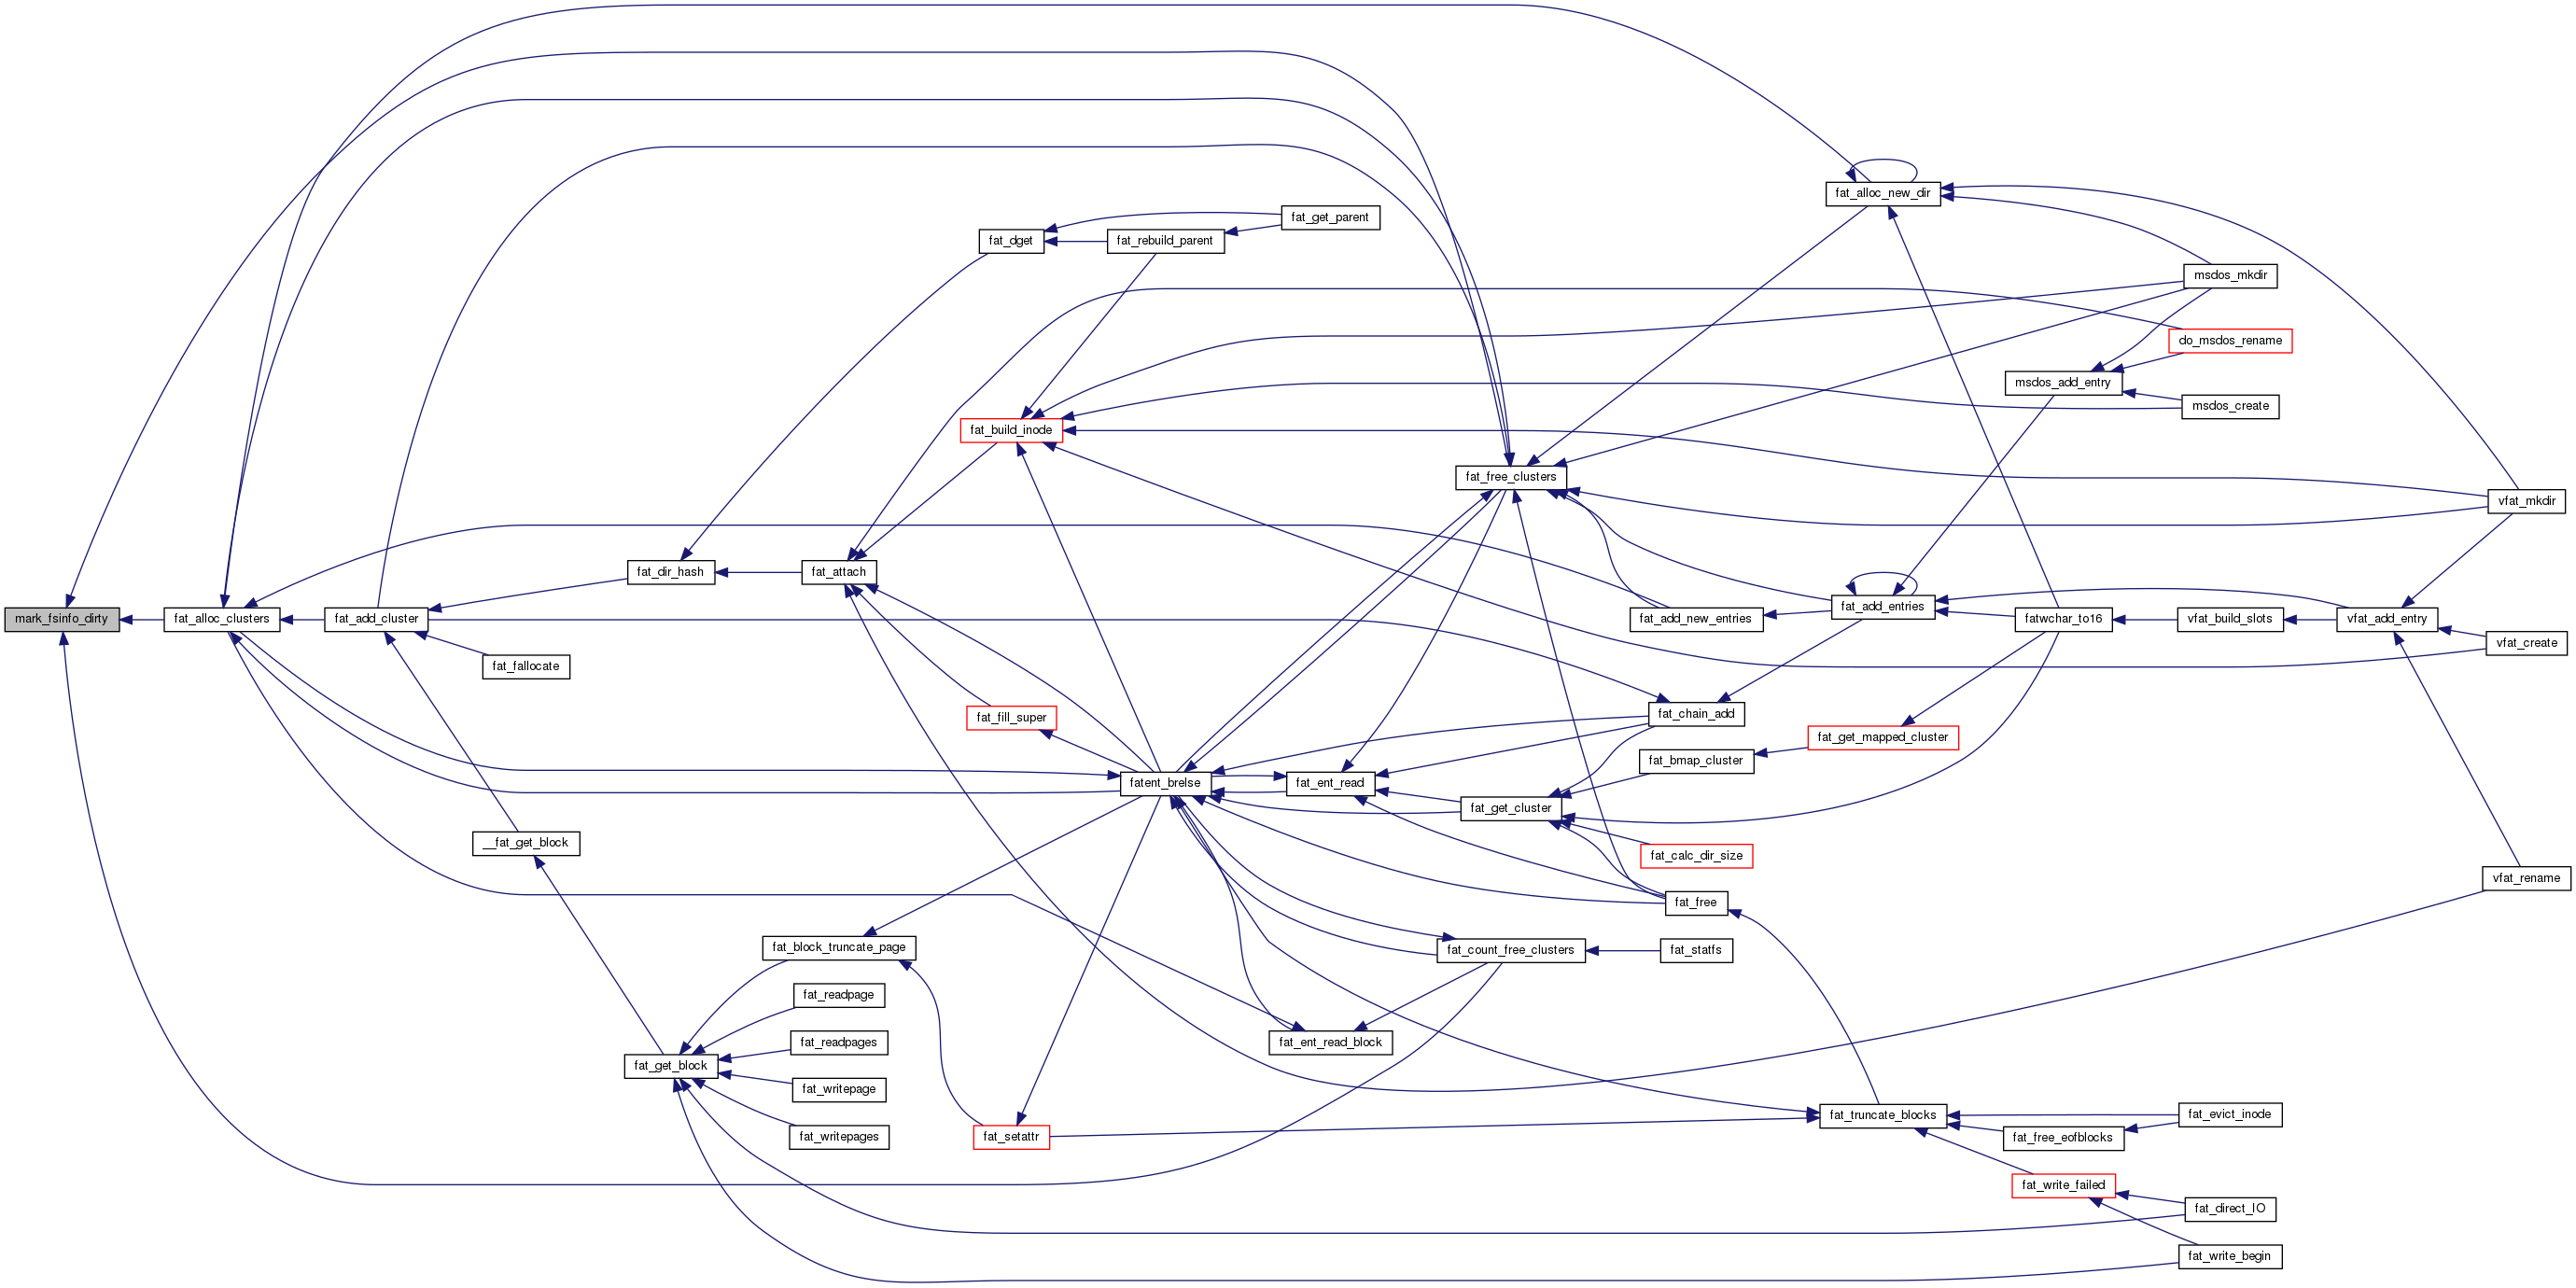 mark_fsinfo_dirty
fat_alloc_clusters
fat_add_cluster
fat_dir_hash
fat_fallocate
__fat_get_block
fat_get_block
fat_attach
fat_block_truncate_page
fat_readpage
fat_readpages
fat_writepage
fat_writepages
fat_dget
fat_build_inode
fat_fill_super
fat_setattr
fat_rebuild_parent
fatent_brelse
fat_get_parent
fat_ent_read
fat_ent_read_block
fat_free_clusters
fat_get_cluster
fat_count_free_clusters
fat_add_new_entries
fat_chain_add
fat_bmap_cluster
fat_calc_dir_size
fat_free
fat_statfs
fat_alloc_new_dir
fat_add_entries
fat_get_mapped_cluster
fat_truncate_blocks
msdos_add_entry
fatwchar_to16
fat_free_eofblocks
fat_write_failed
msdos_mkdir
do_msdos_rename
msdos_create
vfat_build_slots
fat_evict_inode
fat_direct_IO
fat_write_begin
vfat_add_entry
vfat_mkdir
vfat_create
vfat_rename